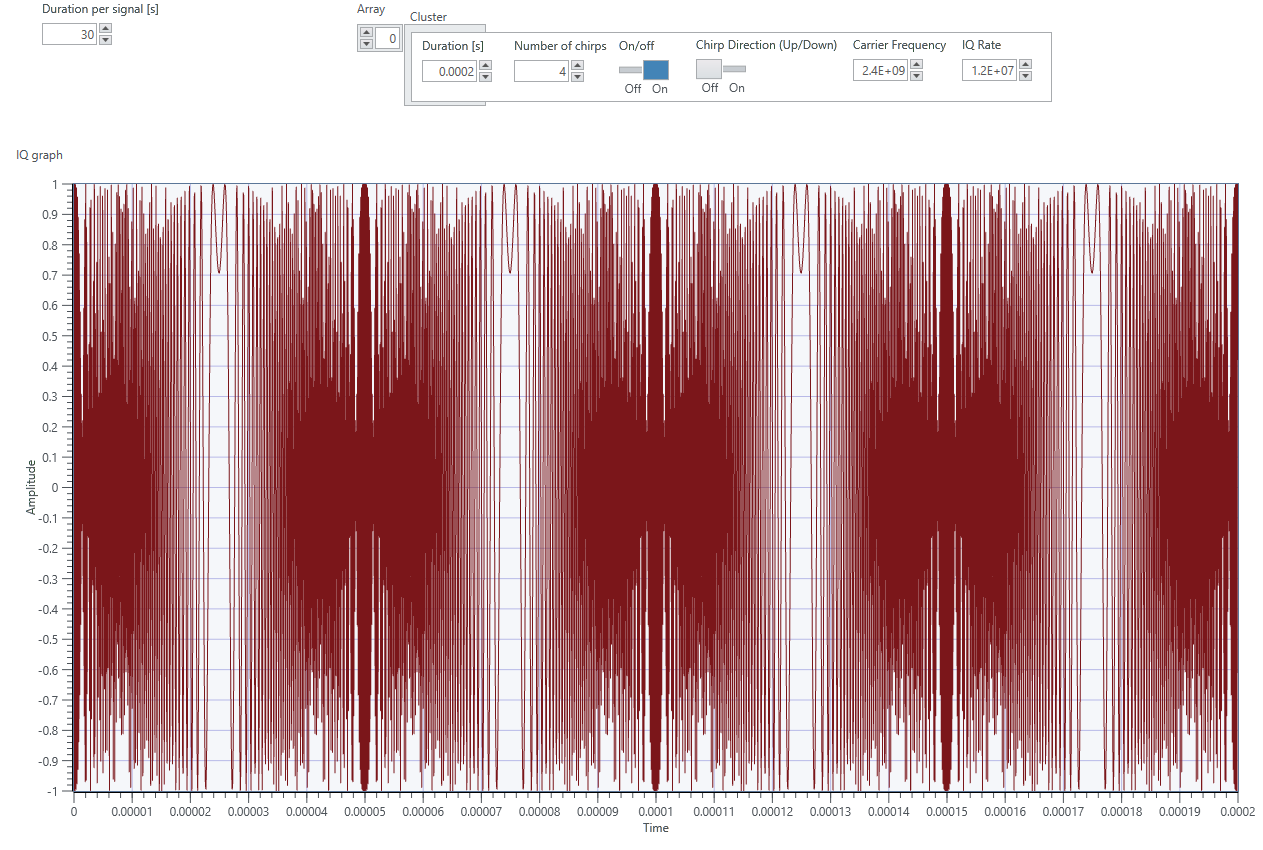 Duration per signal [s]
30
Array
0
Cluster
Duration [s]
0.0002
Number of chirps
4
On/off
Off On
Chirp Direction (Up/Down)
Off On
Carrier Frequency
2.4E+09
IQ Rate
1.2E+07
IQ graph
Amplitude
1
0.9
0.8
0.7
0.6
0.5
0.4
0.3
0.2
0.1
0
-0.1
-0.2
-0.3
-0.4
-0.5
-0.6
-0.7
-0.8
-0.9
-1
0 0.00001 0.00002 0.00003 0.00004 0.00005 0.00006 0.00007 0.00008 0.00009 0.0001 0.00011 0.00012 0.00013 0.00014 0.00015 0.00016 0.00017 0.00018 0.00019 0.0002
Time